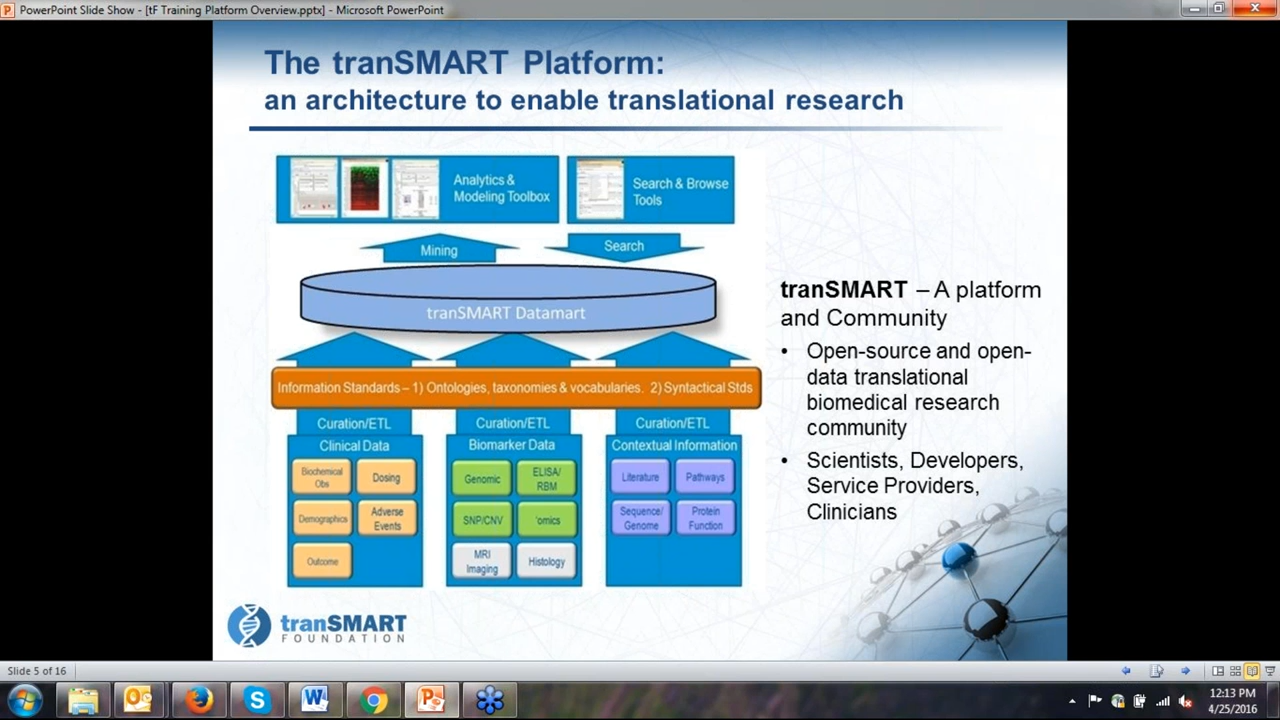 PowerPoint Slide Show - [tF Training Platform Overview.pptx] - Microsoft PowerPoint
The tranSMART Platform:
an architecture to enable translational research
Analytics &
Modeling Toolbox
Search & Browse
Tools
Mining
Search
tranSMART Datamart
Information Standards – 1) Ontologies, taxonomies & vocabularies. 2) Syntactical Stds
Curation/ETL
Clinical Data
Biochemical
Obs
Dosing
Demographics
Adverse
Events
Outcome
Curation/ETL
Biomarker Data
Genomic
ELISA/
RBM
SNP/CNV
'omics
MRI
Imaging
Histology
Curation/ETL
Contextual Information
Literature
Pathways
Sequence/
Genome
Protein
Function
tranSMART – A platform
and Community
• Open-source and open-
data translational
biomedical research
community
• Scientists, Developers,
Service Providers,
Clinicians
tranSMART
FOUNDATION
Slide 5 of 16
12:13 PM
4/25/2016